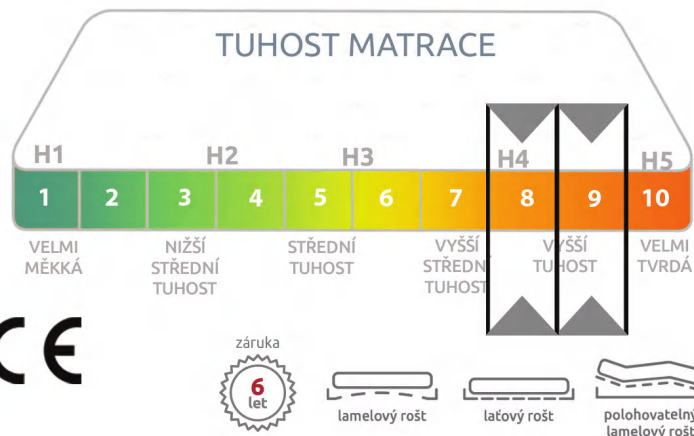 TUHOST MATRACE
H1 H2 H3 H4 H5
1 2 3 4 5 6 7 8 9 10
VELMI
MĚKKÁ
NIŽŠÍ
STŘEDNÍ
TUHOST
STŘEDNÍ
TUHOST
VYŠŠÍ
STŘEDNÍ
TUHOST
VYŠŠÍ
TUHOST
VELMI
TVRDÁ
CE
záruka
6
let
lamelový rošt
laťový rošt
polohovatelný
lamelový rošt